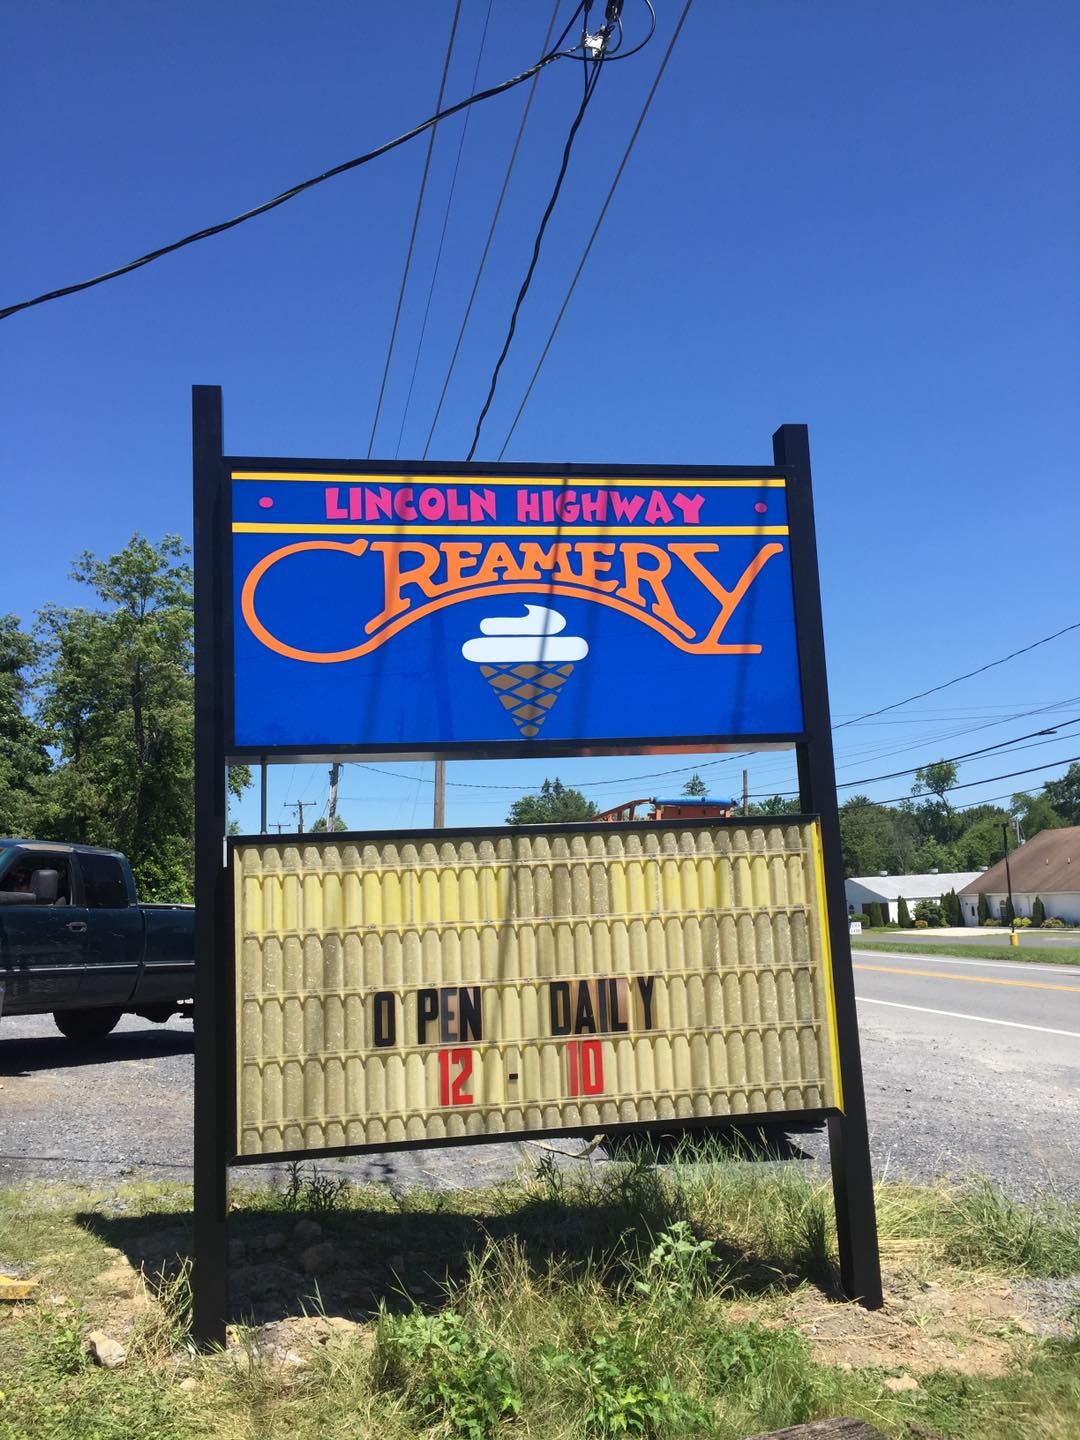 LINCOLN HIGHWAY
CREAMERY
OPEN DAILY
12 - 10